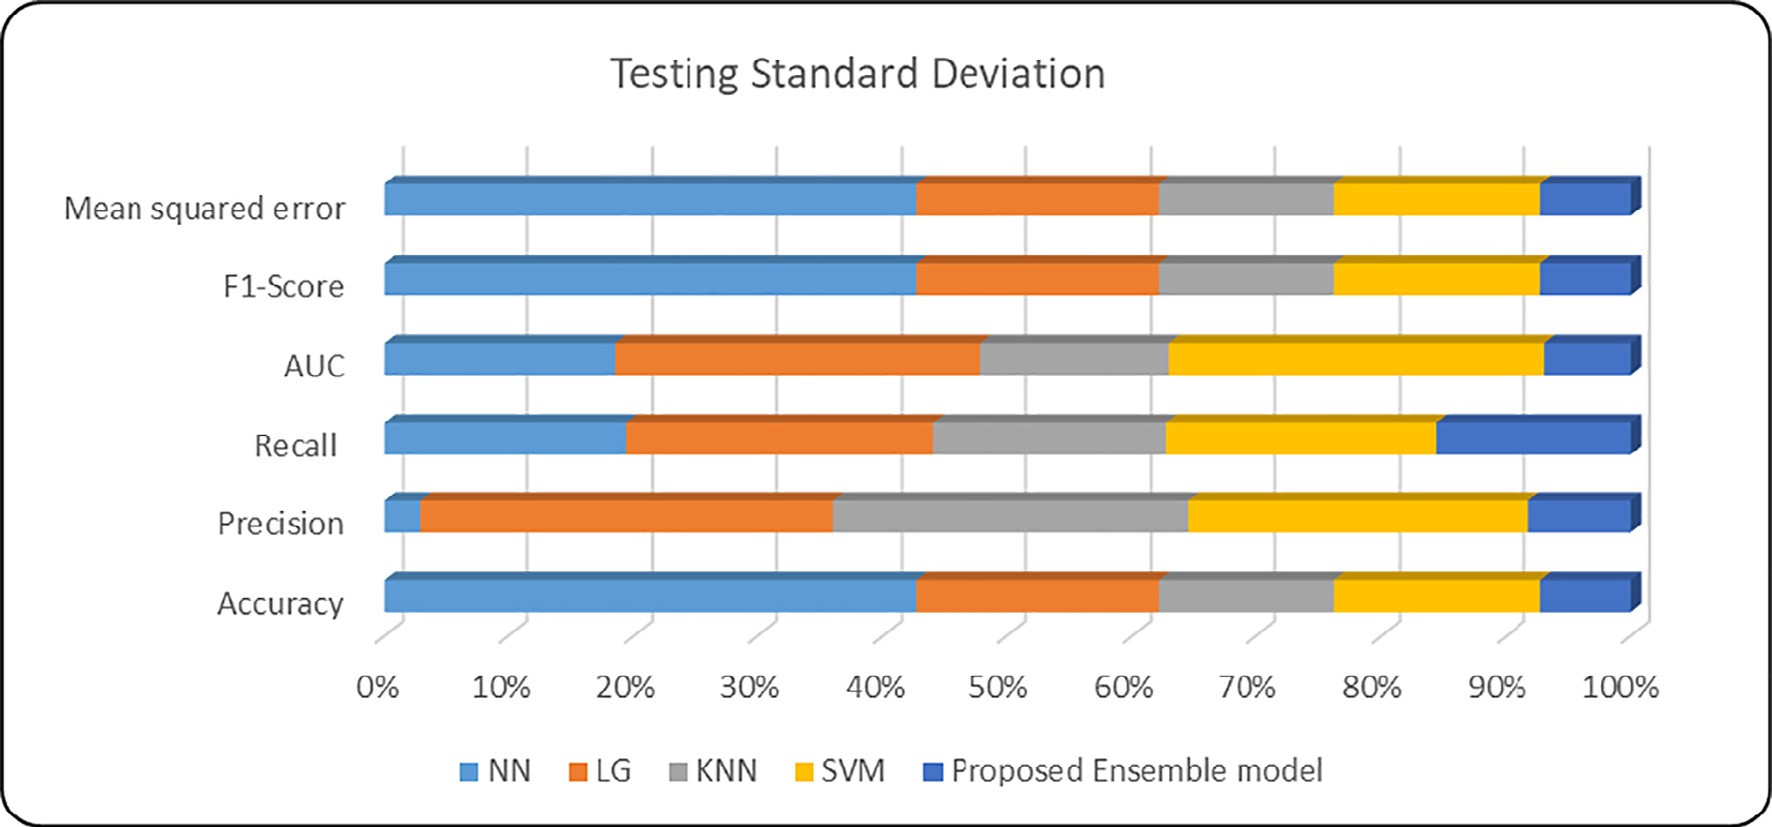 Testing Standard Deviation
Mean squared error
F1-Score
AUC
Recall
Precision
Accuracy
0% 10% 20% 30% 40% 50% 60% 70% 80% 90% 100%
NN LG KNN SVM Proposed Ensemble model